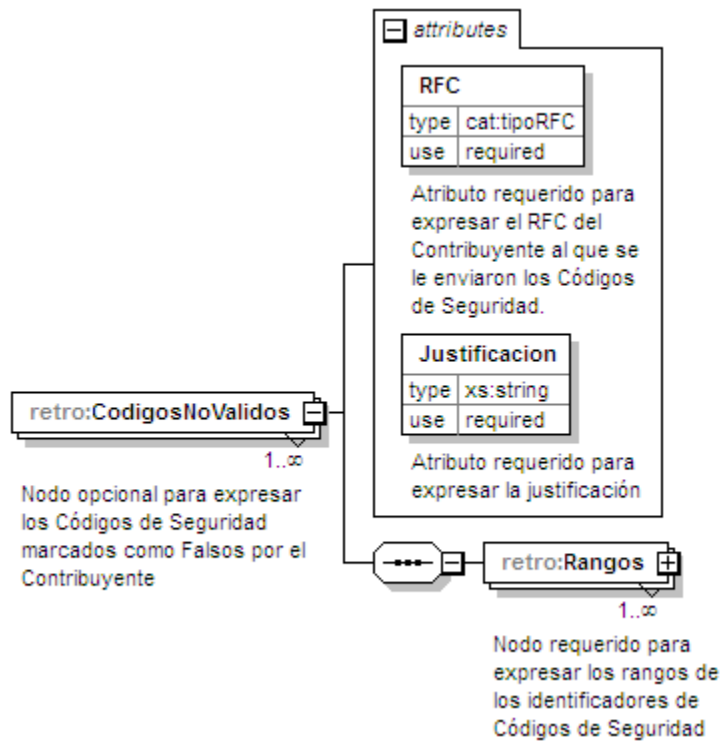 attributes
RFC
type cat:tipoRFC
use required
Atributo requerido para
expresar el RFC del
Contribuyente al que se
le enviaron los Códigos
de Seguridad.
Justificacion
type xs:string
use required
Atributo requerido para
expresar la justificación
retro:CodigosNoValidos
1..∞
Nodo opcional para expresar
los Códigos de Seguridad
marcados como Falsos por el
Contribuyente
retro:Rangos
1..∞
Nodo requerido para
expresar los rangos de
los identificadores de
Códigos de Seguridad